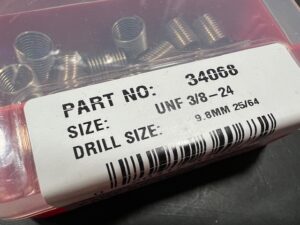 PART NO: 34068
SIZE: UNF 3/8-24
DRILL SIZE: 9.8MM 25/64